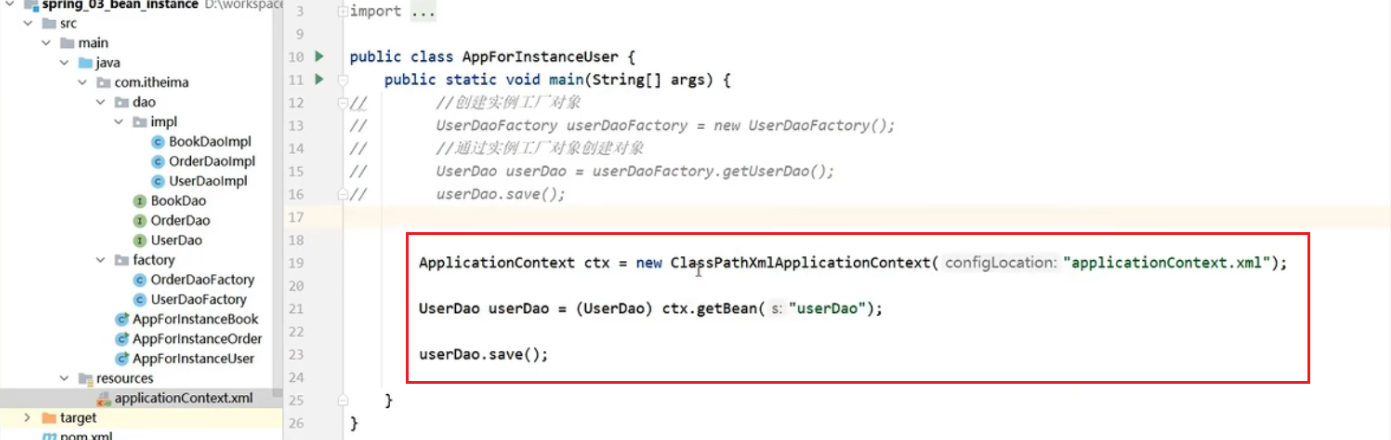 spring_03_bean_instance D:\workspace
src
main
java
com.itheima
dao
impl
BookDaoImpl
OrderDaoImpl
UserDaoImpl
BookDao
OrderDao
UserDao
factory
OrderDaoFactory
UserDaoFactory
AppForInstanceBook
AppForInstanceOrder
AppForInstanceUser
resources
applicationContext.xml
target
pom.xml
3 import ...
9
10 public class AppForInstanceUser {
11 public static void main(String[] args) {
12 // //创建实例工厂对象
13 // UserDaoFactory userDaoFactory = new UserDaoFactory();
14 // //通过实例工厂对象创建对象
15 // UserDao userDao = userDaoFactory.getUserDao();
16 // userDao.save();
17
18
19 ApplicationContext ctx = new ClassPathXmlApplicationContext( configLocation: "applicationContext.xml");
20
21 UserDao userDao = (UserDao) ctx.getBean( s: "userDao");
22
23 userDao.save();
24
25 }
26 }